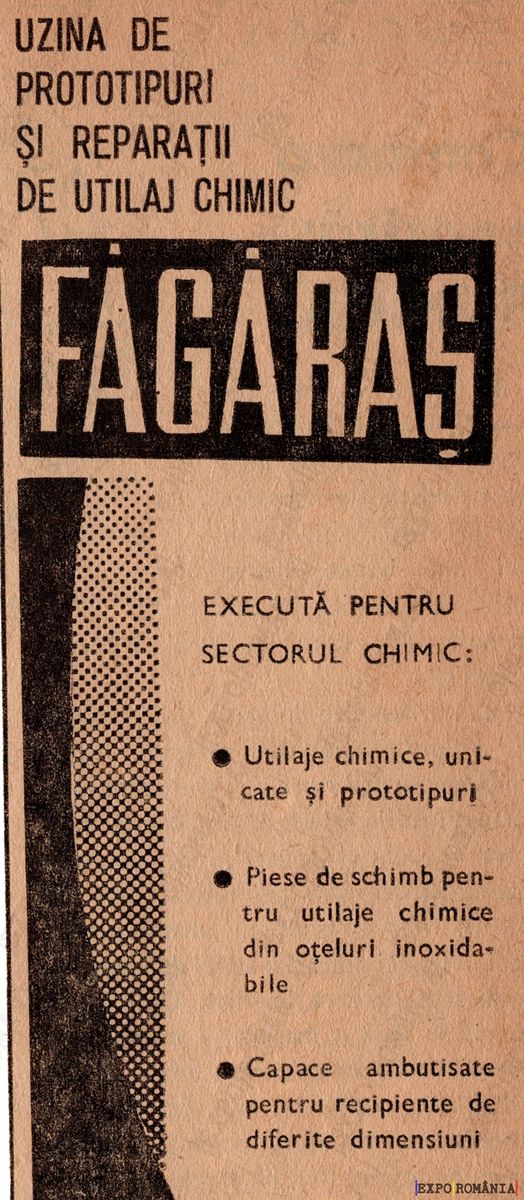 UZINA DE
PROTOTIPURI
ȘI REPARAȚII
DE UTILAJ CHIMIC
FĂGĂRAȘ
EXECUTĂ PENTRU
SECTORUL CHIMIC:
● Utilaje chimice, uni-
cate și prototipuri
● Piese de schimb pen-
tru utilaje chimice
din oțeluri inoxida-
bile
● Capace ambutisate
pentru recipiente de
diferite dimensiuni
EXPO ROMÂNIA